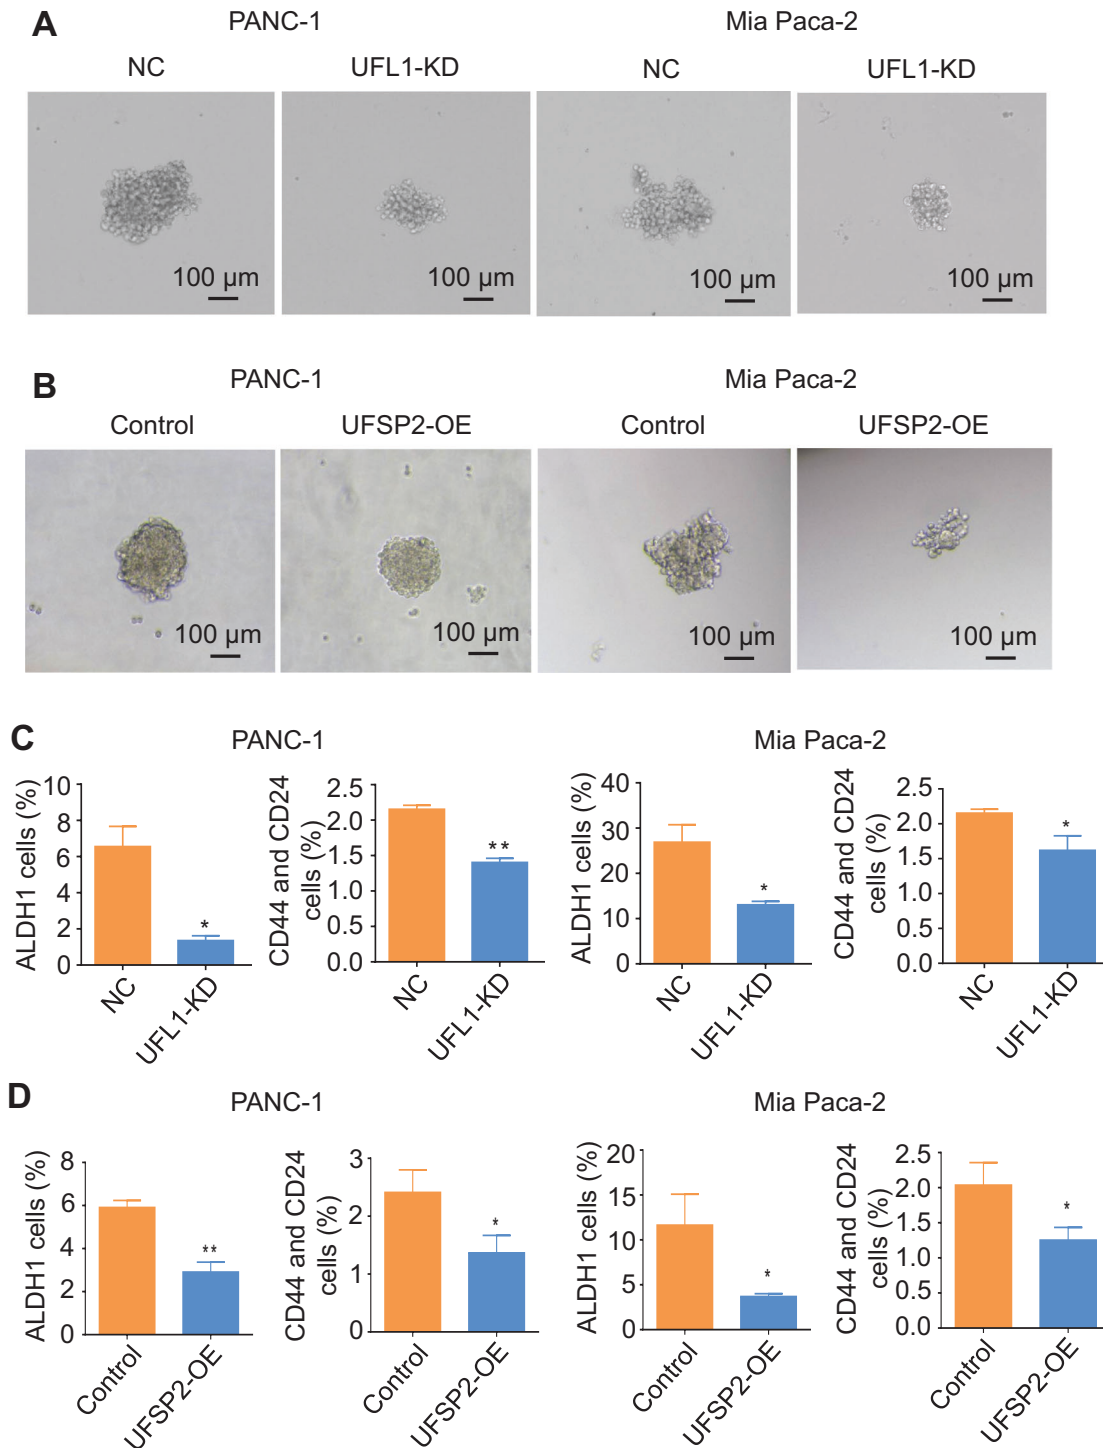 A
PANC-1
Mia Paca-2
NC
UFL1-KD
NC
UFL1-KD
100 µm
100 µm
100 µm
100 µm
B
PANC-1
Mia Paca-2
Control
UFSP2-OE
Control
UFSP2-OE
100 µm
100 µm
100 µm
100 µm
C
PANC-1
Mia Paca-2
ALDH1 cells (%)
10
8
6
4
2
0
*
NC
UFL1-KD
CD44 and CD24
cells (%)
2.5
2.0
1.5
1.0
0.5
0.0
**
NC
UFL1-KD
ALDH1 cells (%)
40
30
20
10
0
*
NC
UFL1-KD
CD44 and CD24
cells (%)
2.5
2.0
1.5
1.0
0.5
0.0
*
NC
UFL1-KD
D
PANC-1
Mia Paca-2
ALDH1 cells (%)
8
6
4
2
0
**
Control
UFSP2-OE
CD44 and CD24
cells (%)
3
2
1
0
*
Control
UFSP2-OE
ALDH1 cells (%)
20
15
10
5
0
*
Control
UFSP2-OE
CD44 and CD24
cells (%)
2.5
2.0
1.5
1.0
0.5
0.0
*
Control
UFSP2-OE